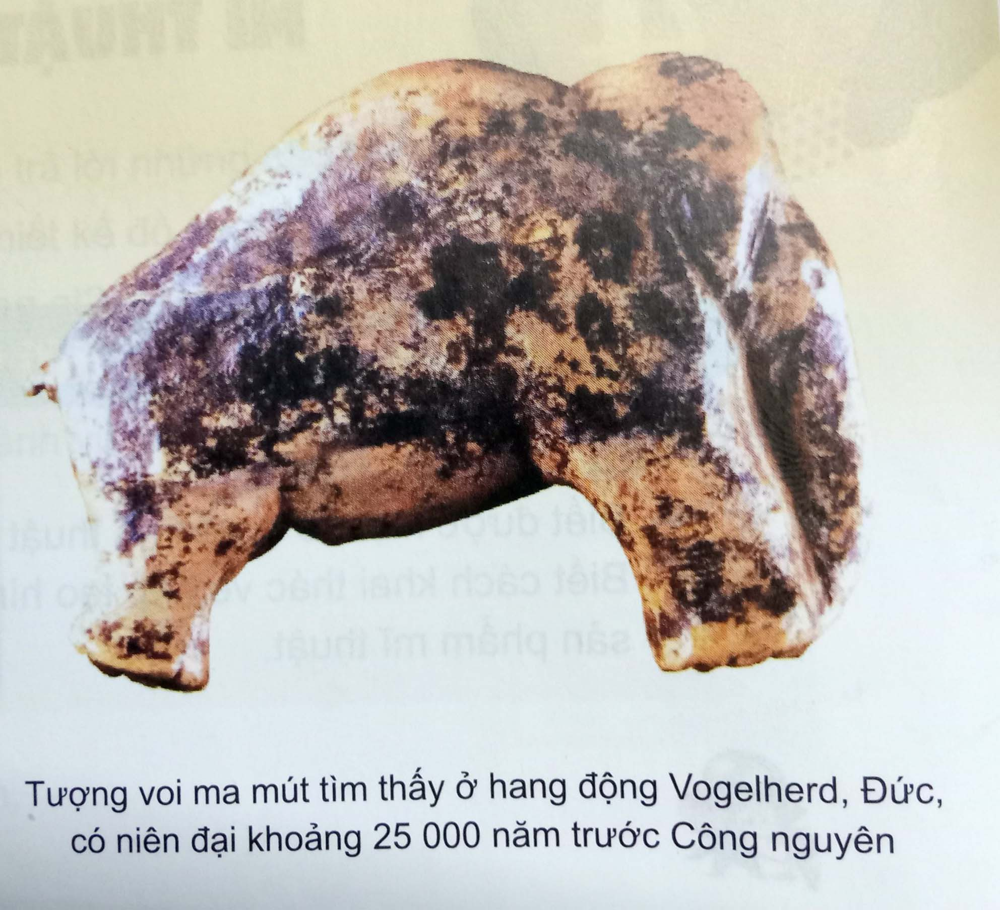 Tượng voi ma mút tìm thấy ở hang động Vogelherd, Đức,
có niên đại khoảng 25 000 năm trước Công nguyên